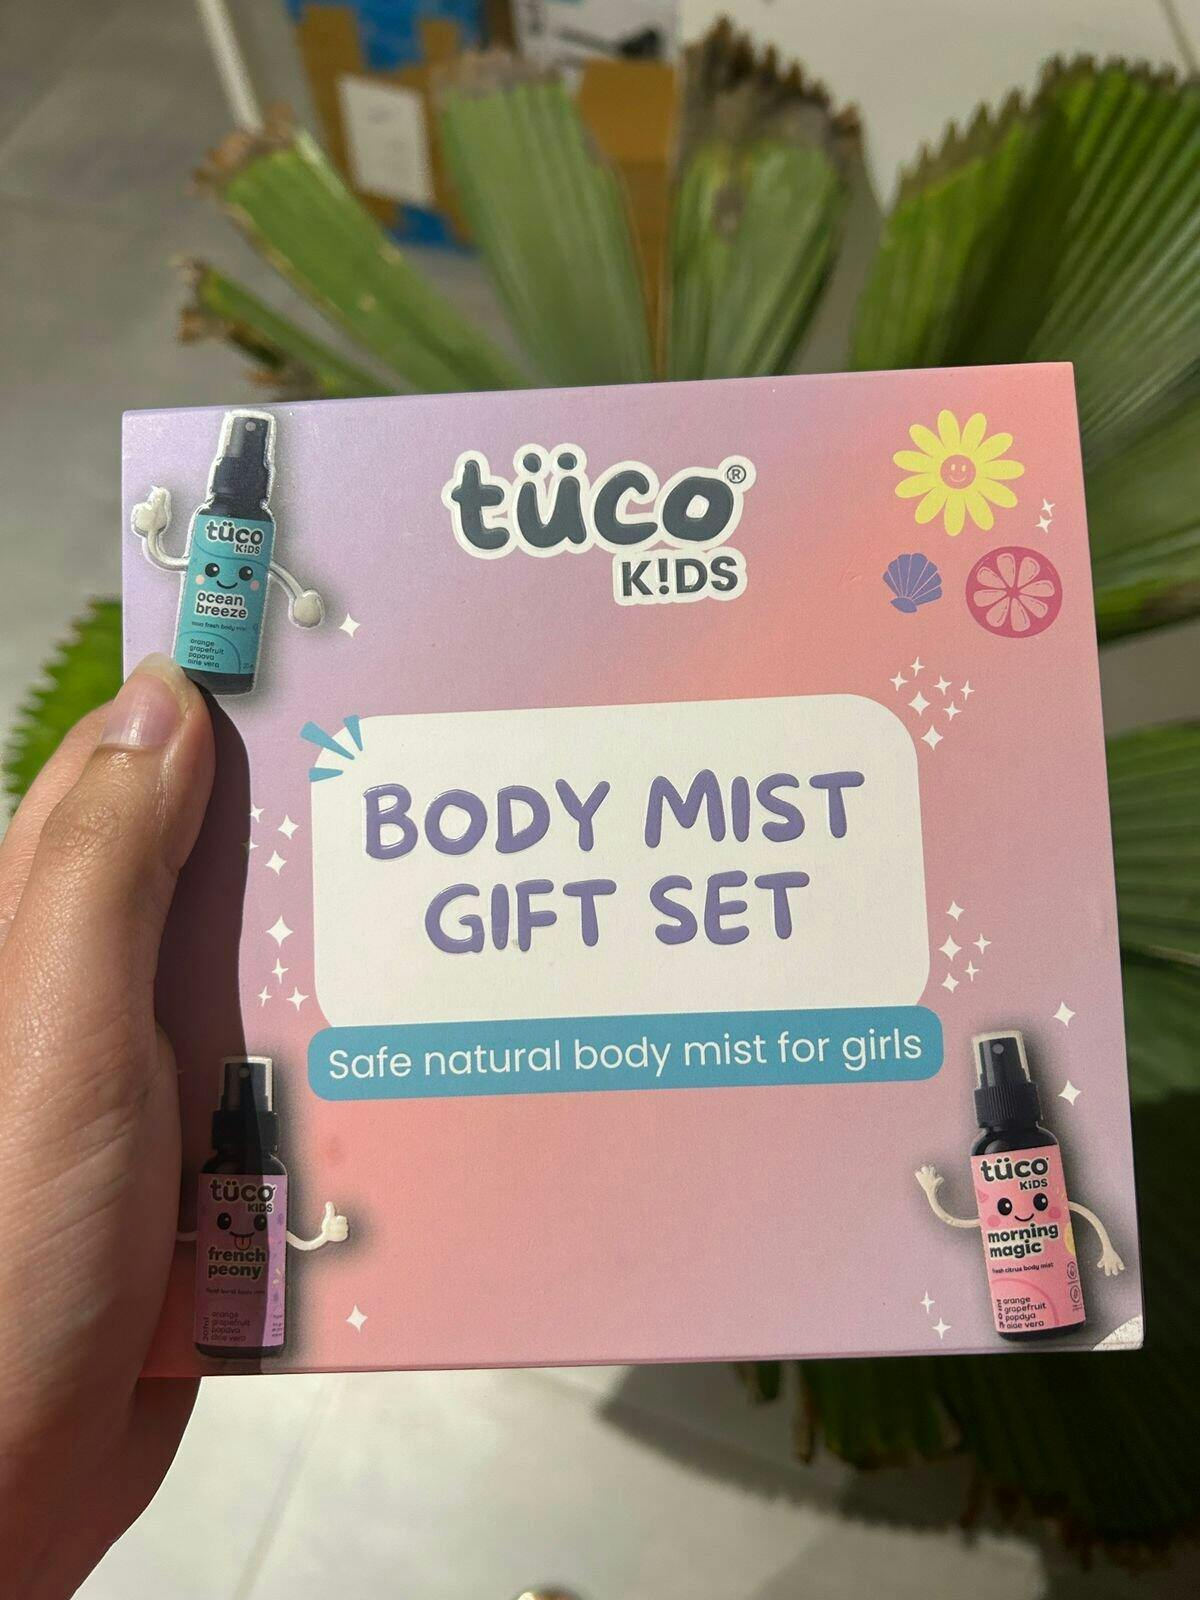 tüco®
K!DS
BODY MIST
GIFT SET
Safe natural body mist for girls
tüco
K!DS
ocean
breeze
orange
grapefruit
papaya
aloe vera
tüco
KIDS
french
peony
20ml
orange
grapefruit
papaya
aloe vera
tüco
KIDS
morning
magic
fresh citrus body mist
orange
grapefruit
papaya
aloe vera